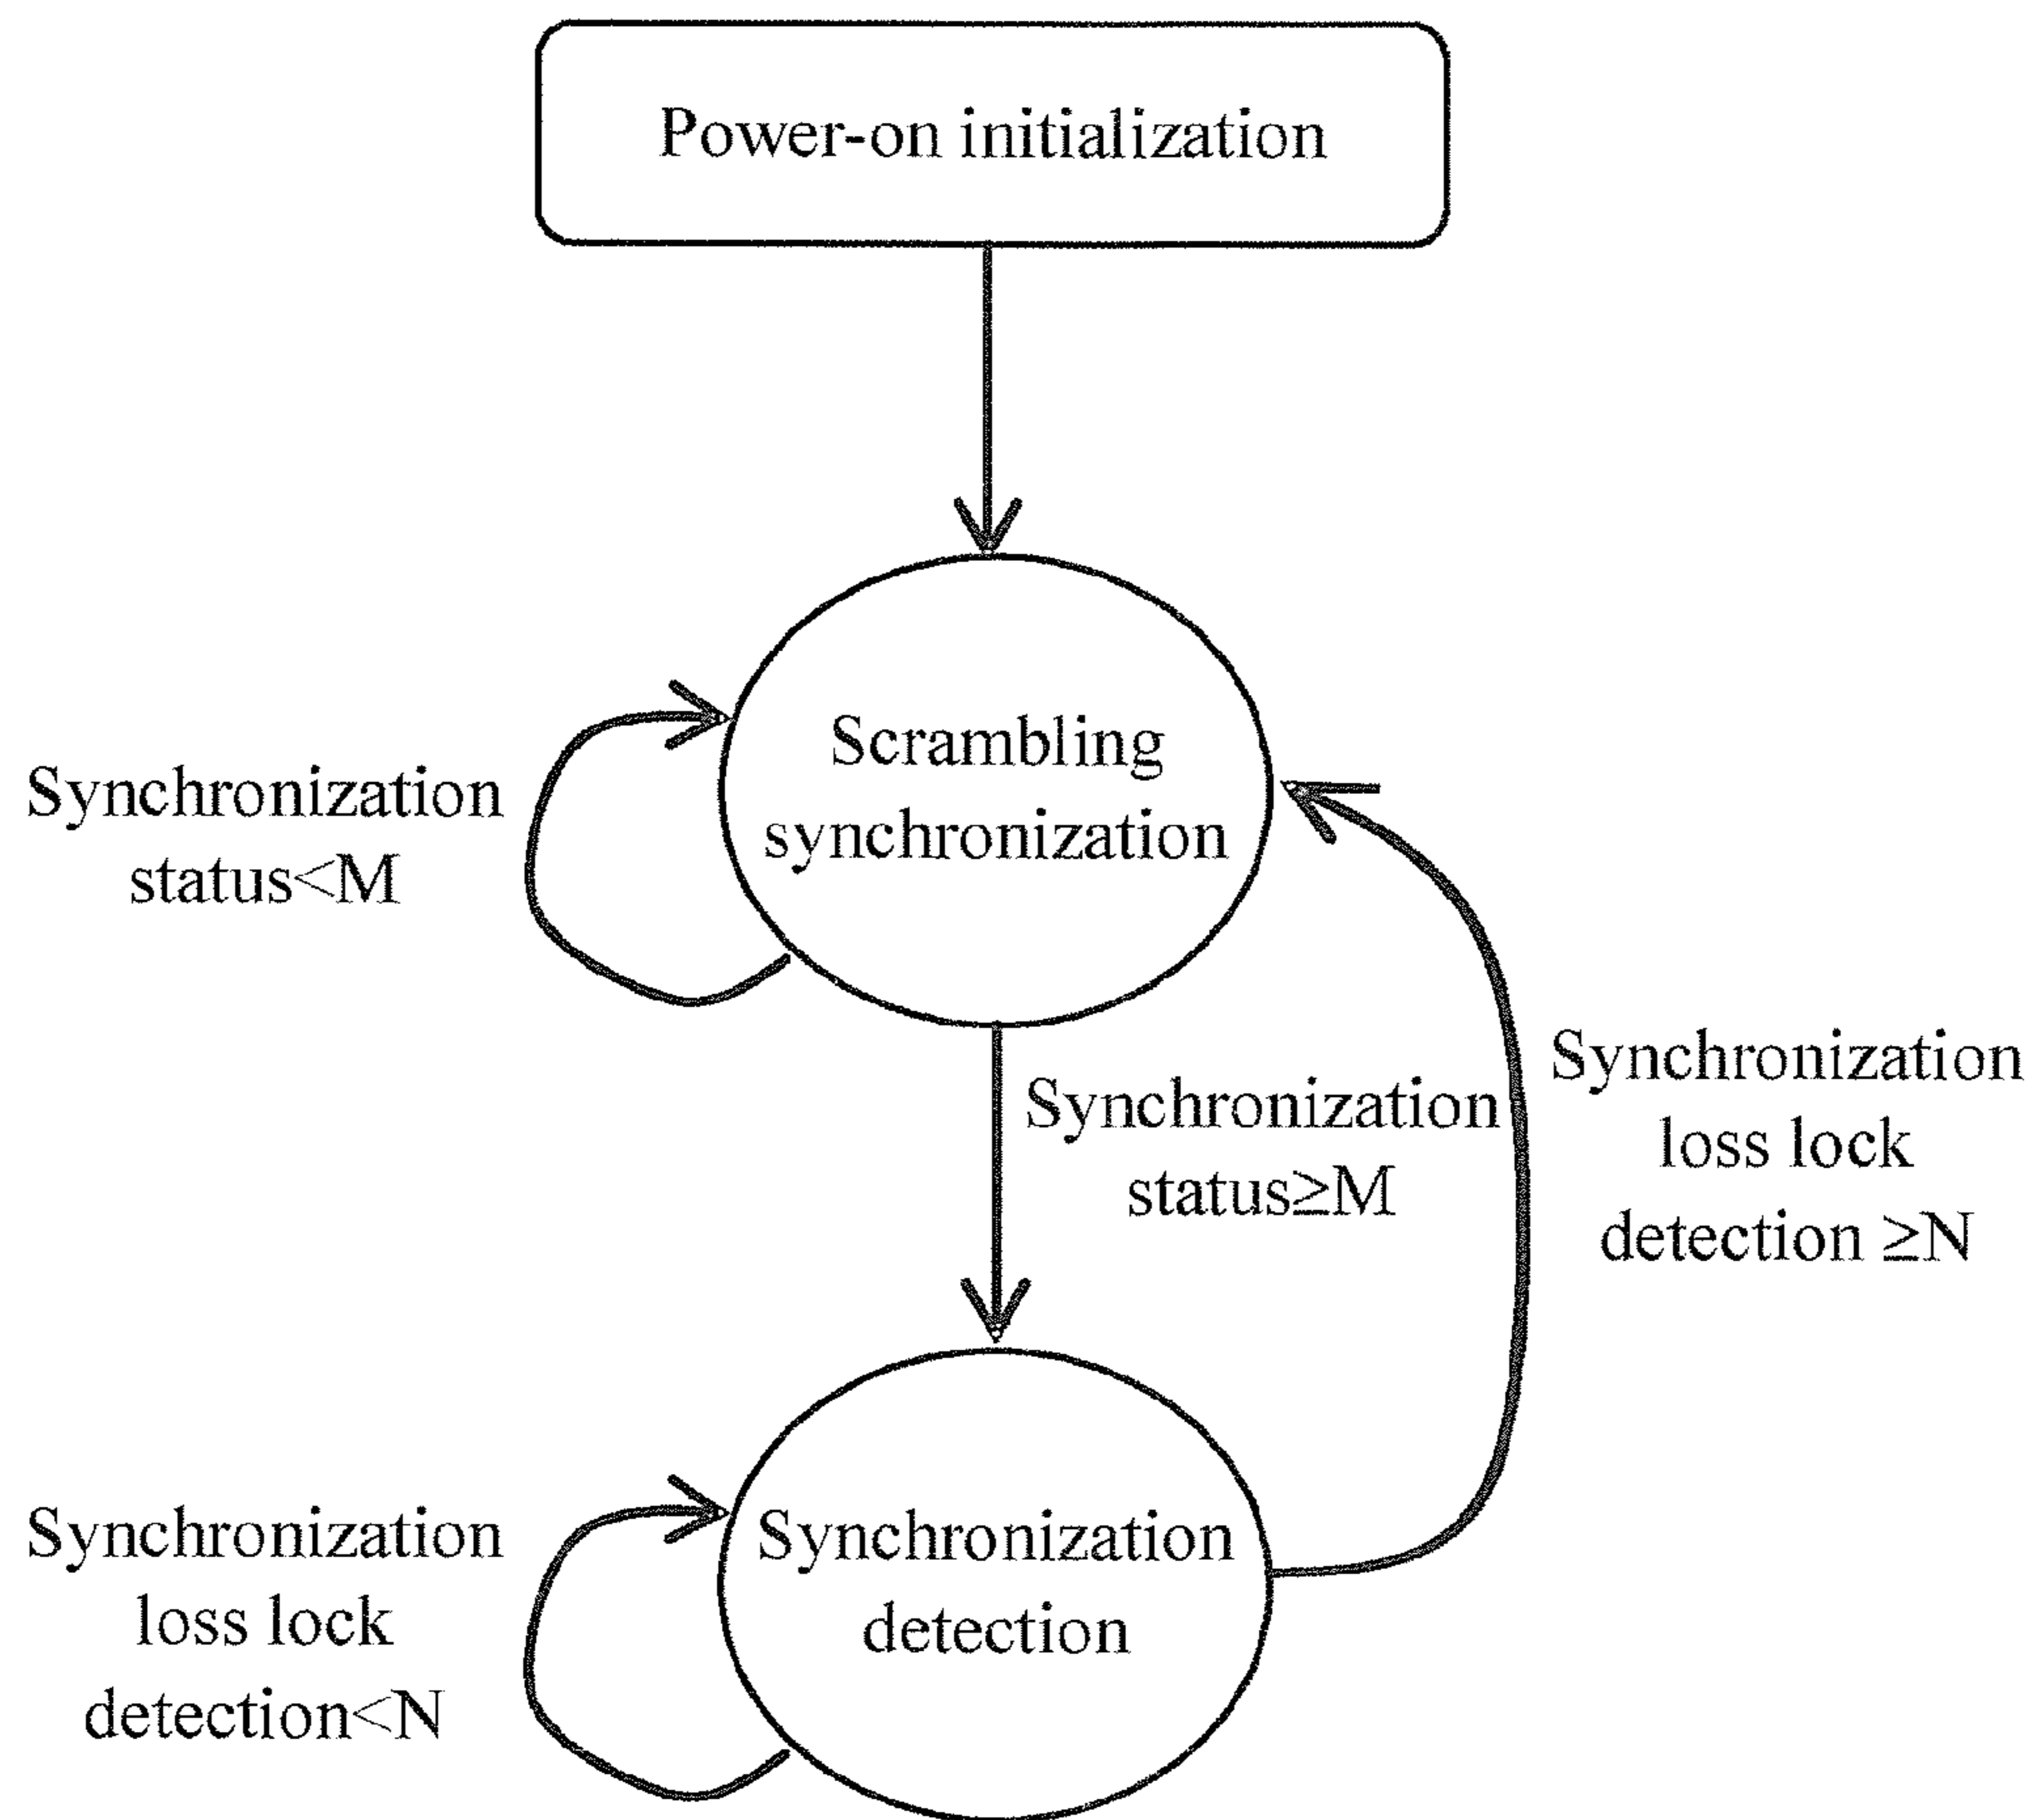 Power-on initialization
Scrambling
synchronization
Synchronization
status<M
Synchronization
status≥M
Synchronization
loss lock
detection ≥N
Synchronization
detection
Synchronization
loss lock
detection<N